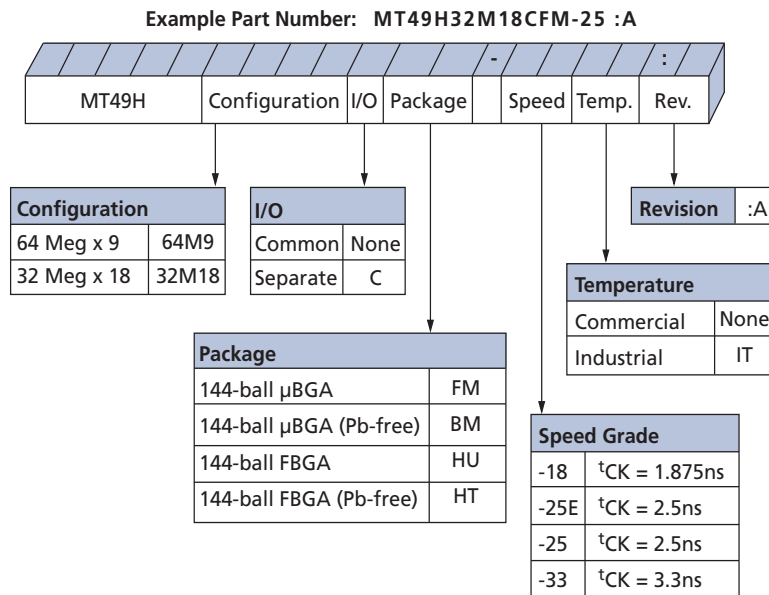 Example Part Number: MT49H32M18CFM-25 :A
- :
MT49H Configuration I/O Package Speed Temp. Rev.
Configuration
64 Meg x 9 64M9
32 Meg x 18 32M18
I/O
Common None
Separate C
Revision :A
Temperature
Commercial None
Industrial IT
Package
144-ball µBGA FM
144-ball µBGA (Pb-free) BM
144-ball FBGA HU
144-ball FBGA (Pb-free) HT
Speed Grade
-18 tCK = 1.875ns
-25E tCK = 2.5ns
-25 tCK = 2.5ns
-33 tCK = 3.3ns